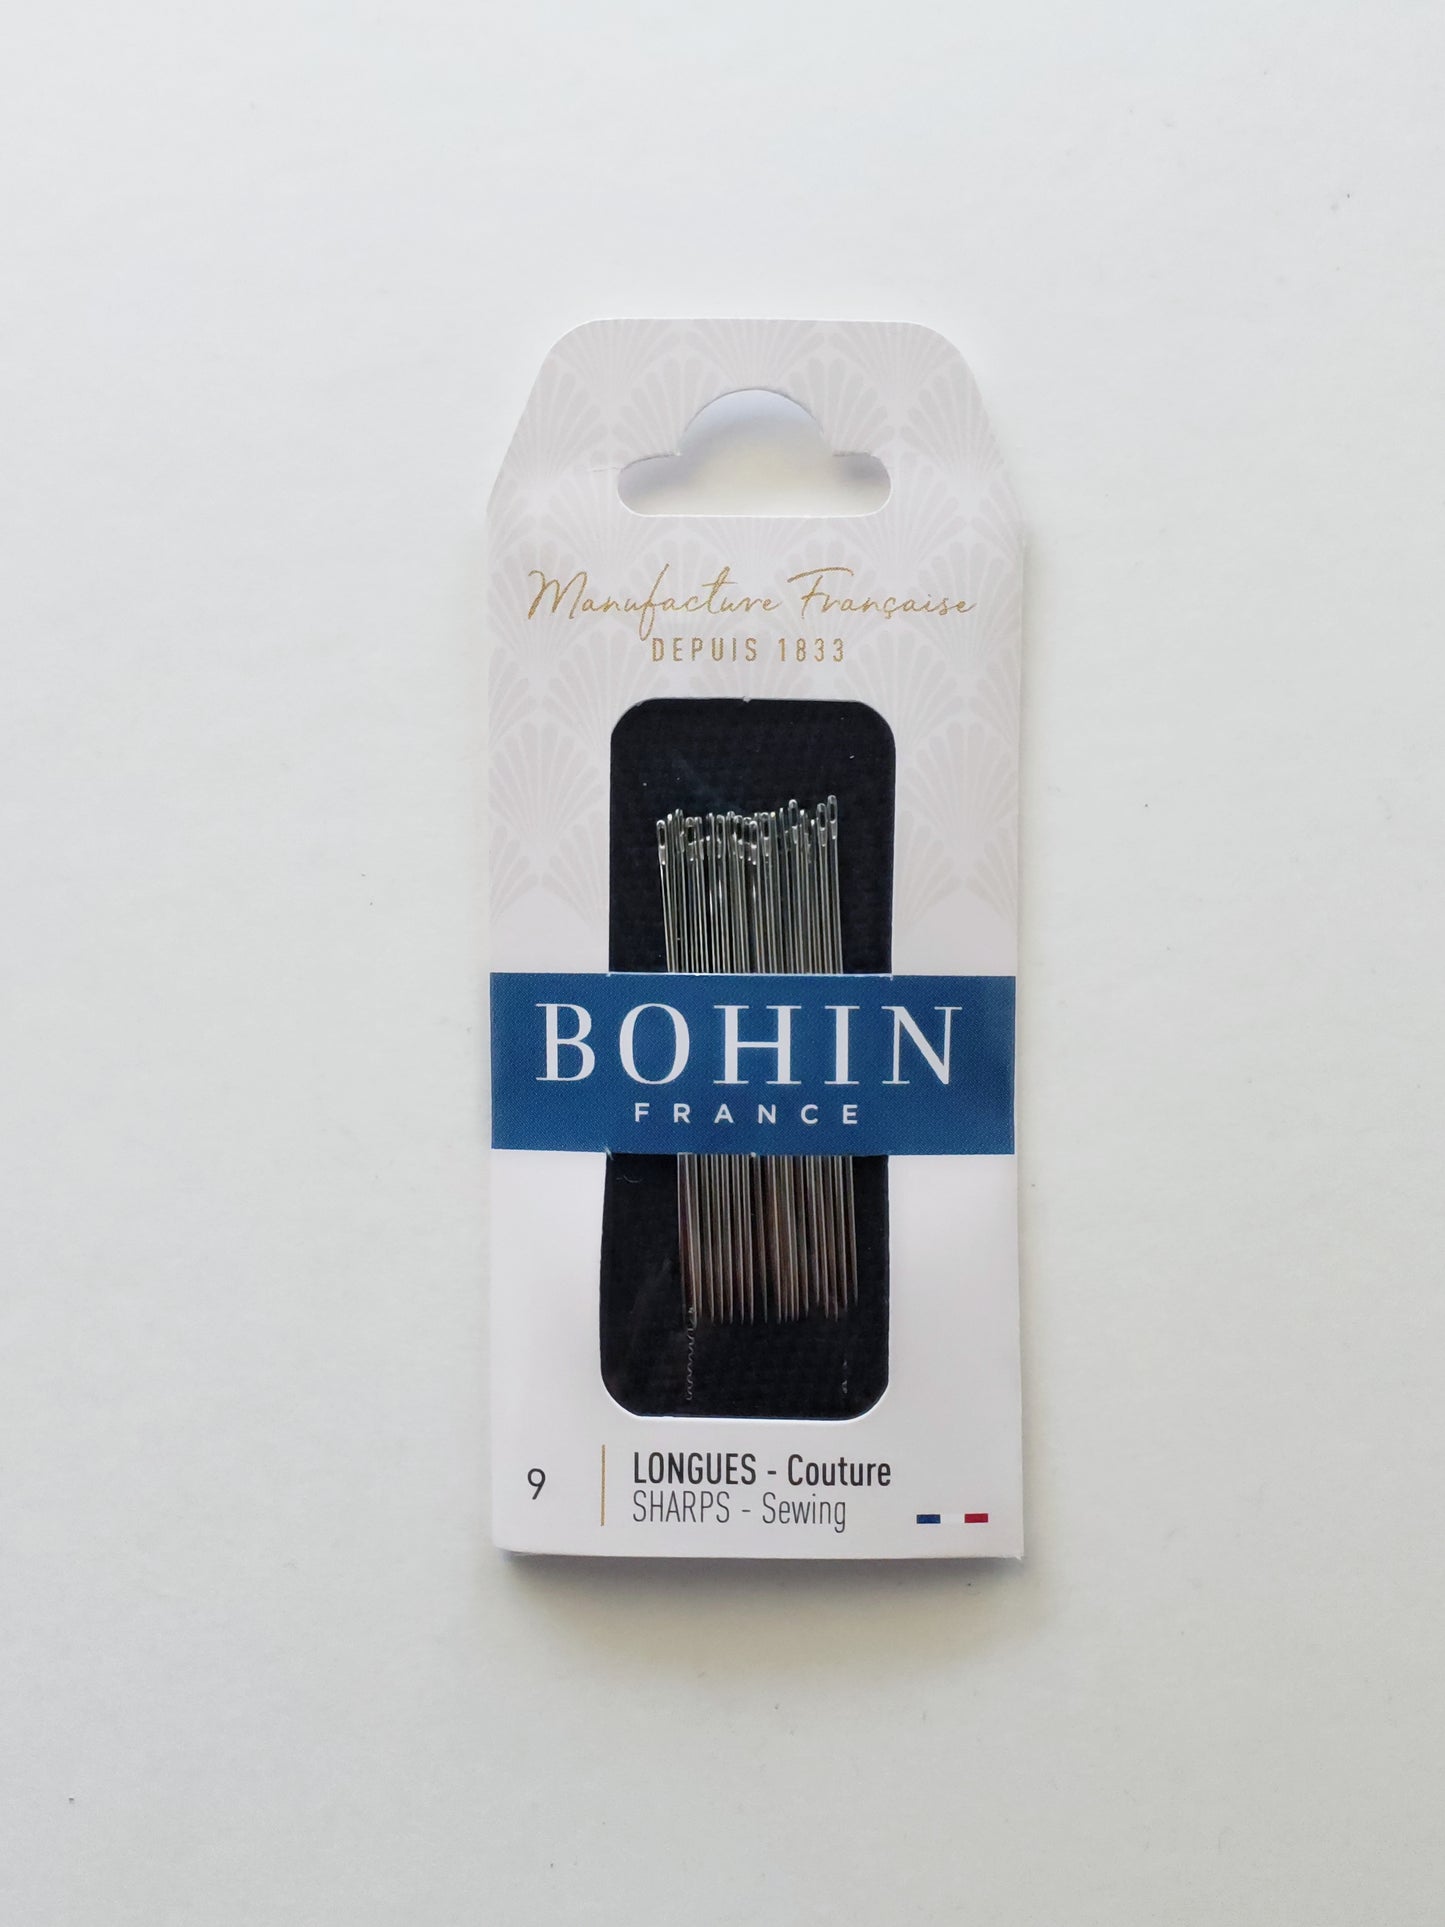 Manufacture Française
DEPUIS 1833
BOHIN
FRANCE
9
LONGUES - Couture
SHARPS - Sewing